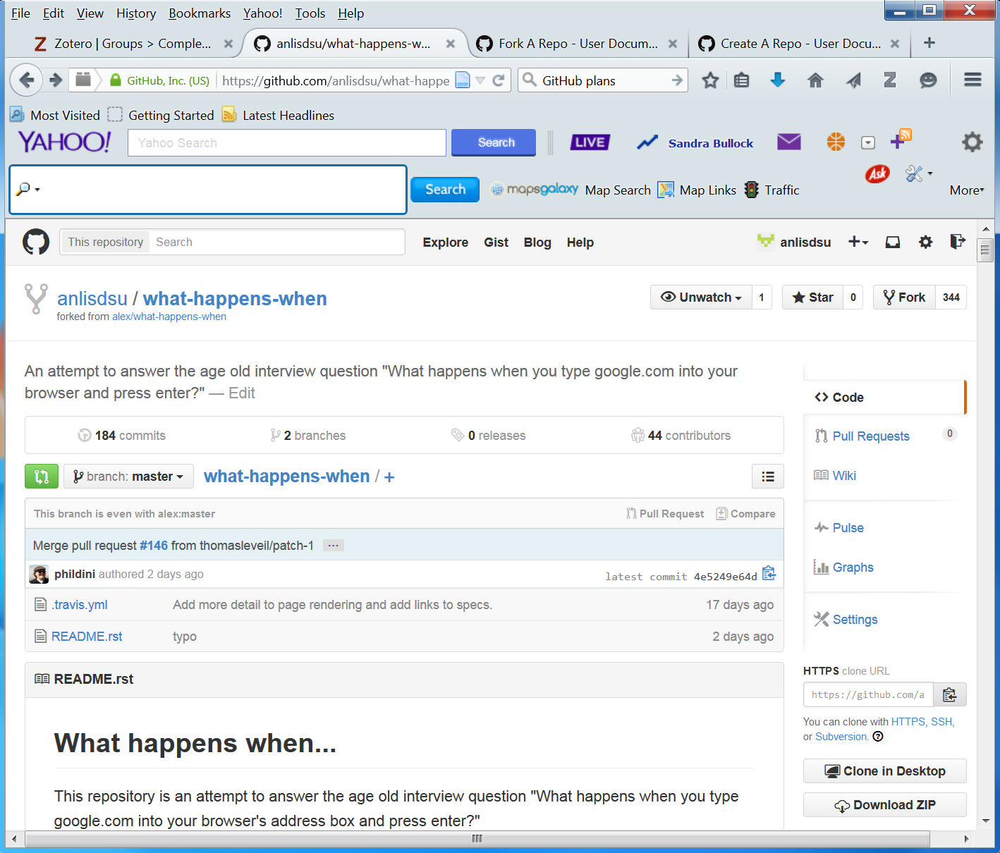 File Edit View History Bookmarks Yahoo! Tools Help
Zotero | Groups > Comple... anlisdsu/what-happens-w... Fork A Repo - User Docum... Create A Repo - User Docu...
GitHub, Inc. (US) https://github.com/anlisdsu/what-happe GitHub plans
Most Visited Getting Started Latest Headlines
YAHOO! Yahoo Search Search LIVE Sandra Bullock
Search mapsgalaxy Map Search Map Links Traffic Ask More
This repository Search Explore Gist Blog Help anlisdsu
anlisdsu / what-happens-when Unwatch 1 Star 0 Fork 344
forked from alex/what-happens-when
An attempt to answer the age old interview question "What happens when you type google.com into your
browser and press enter?" — Edit
Code
184 commits 2 branches 0 releases 44 contributors
Pull Requests 0
branch: master what-happens-when / +
Wiki
This branch is even with alex:master Pull Request Compare
Pulse
Merge pull request #146 from thomasleveil/patch-1 ...
Graphs
phildini authored 2 days ago latest commit 4e5249e64d
.travis.yml Add more detail to page rendering and add links to specs. 17 days ago
Settings
README.rst typo 2 days ago
HTTPS clone URL
README.rst
https://github.com/a
You can clone with HTTPS, SSH,
or Subversion.
What happens when...
Clone in Desktop
This repository is an attempt to answer the age old interview question "What happens when you type
Download ZIP
google.com into your browser's address box and press enter?"